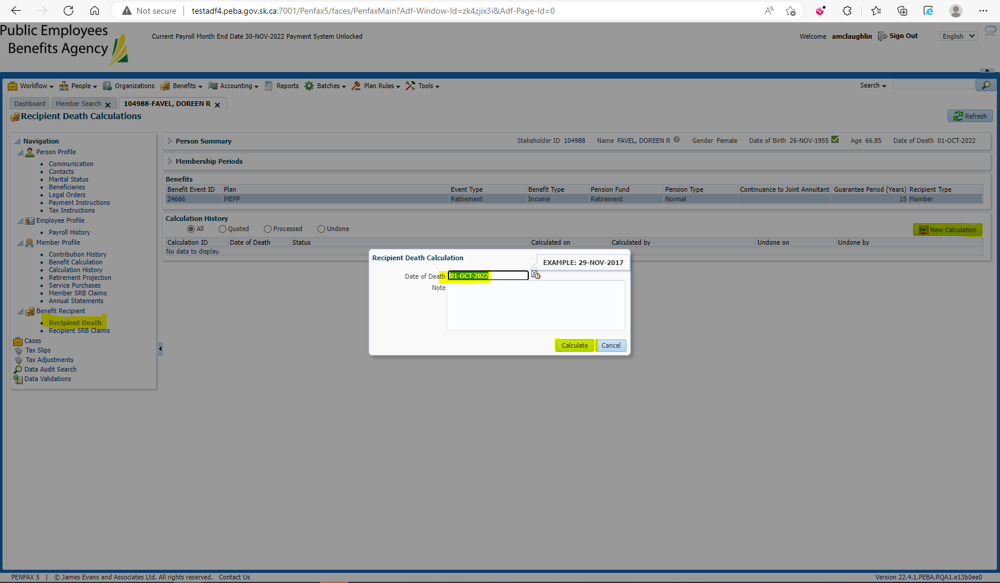 Not secure testadf4.peba.gov.sk.ca:7001/Penfax5/faces/PenfaxMain?Adf-Window-Id=zk4zjix3i&Adf-Page-Id=0
Public Employees
Benefits Agency
Current Payroll Month End Date 30-NOV-2022 Payment System Unlocked
Welcome amclaughlin Sign Out English
Workflow People Organizations Benefits Accounting Reports Batches Plan Rules Tools Search
Dashboard Member Search 104988-FAVEL, DOREEN R
Recipient Death Calculations
Refresh
Navigation
Person Profile
Communication
Contacts
Marital Status
Beneficiaries
Legal Orders
Payment Instructions
Tax Instructions
Employee Profile
Payroll History
Member Profile
Contribution History
Benefit Calculation
Calculation History
Retirement Projection
Service Purchases
Member SRB Claims
Annual Statements
Benefit Recipient
Recipient Death
Recipient SRB Claims
Cases
Tax Slips
Tax Adjustments
Data Audit Search
Data Validations
Person Summary Stakeholder ID 104988 Name FAVEL, DOREEN R Gender Female Date of Birth 26-NOV-1955 Age 66.85 Date of Death 01-OCT-2022
Membership Periods
Benefits
Benefit Event ID Plan Event Type Benefit Type Pension Fund Pension Type Continuance to Joint Annuitant Guarantee Period (Years) Recipient Type
24666 MEPP Retirement Income Retirement Normal 15 Member
Calculation History
All Quoted Processed Undone
New Calculation
Calculation ID Date of Death Status Calculated on Calculated by Undone on Undone by
No data to display.
Recipient Death Calculation
EXAMPLE: 29-NOV-2017
Date of Death 01-OCT-2022
Note
Calculate Cancel
PENFAX 5 | © James Evans and Associates Ltd. All rights reserved. Contact Us
Version 22.4.1.PEBA.RQA1.e13b0ee0